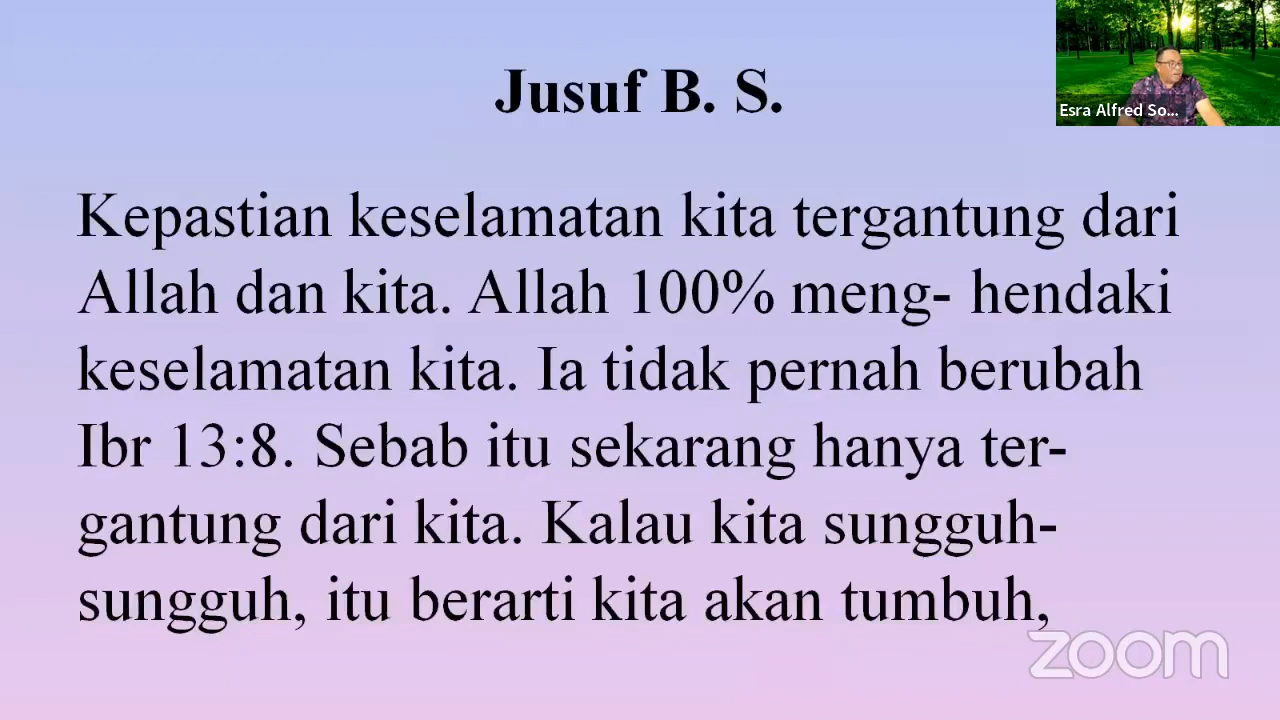 Jusuf B. S.
Esra Alfred So...
Kepastian keselamatan kita tergantung dari
Allah dan kita. Allah 100% meng- hendaki
keselamatan kita. Ia tidak pernah berubah
Ibr 13:8. Sebab itu sekarang hanya ter-
gantung dari kita. Kalau kita sungguh-
sungguh, itu berarti kita akan tumbuh,
zoom